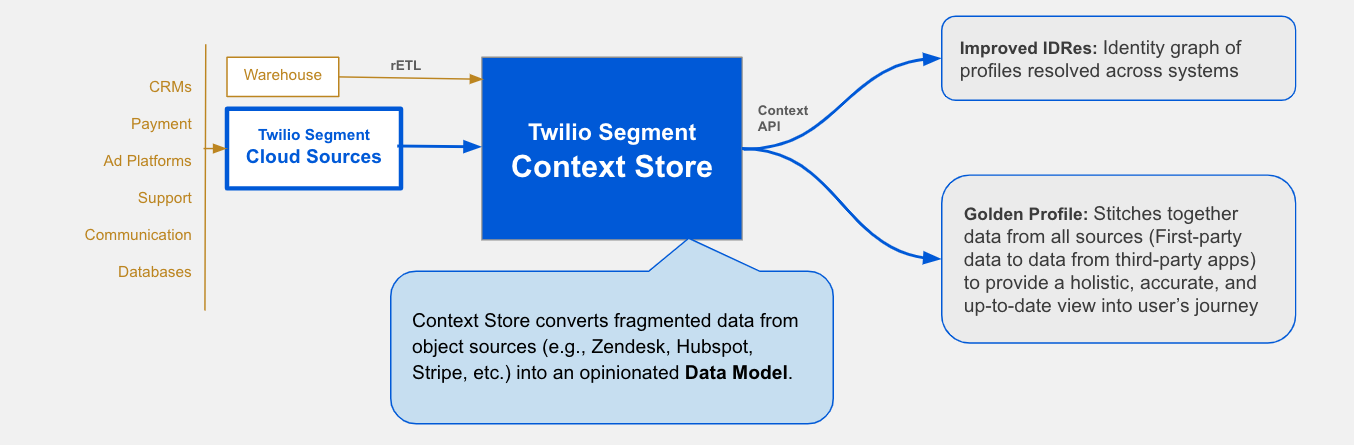 CRMs
Payment
Ad Platforms
Support
Communication
Databases
Warehouse
rETL
Twilio Segment
Cloud Sources
Twilio Segment
Context Store
Context
API
Improved IDRes: Identity graph of
profiles resolved across systems
Golden Profile: Stitches together
data from all sources (First-party
data to data from third-party apps)
to provide a holistic, accurate, and
up-to-date view into user’s journey
Context Store converts fragmented data from
object sources (e.g., Zendesk, Hubspot,
Stripe, etc.) into an opinionated Data Model.